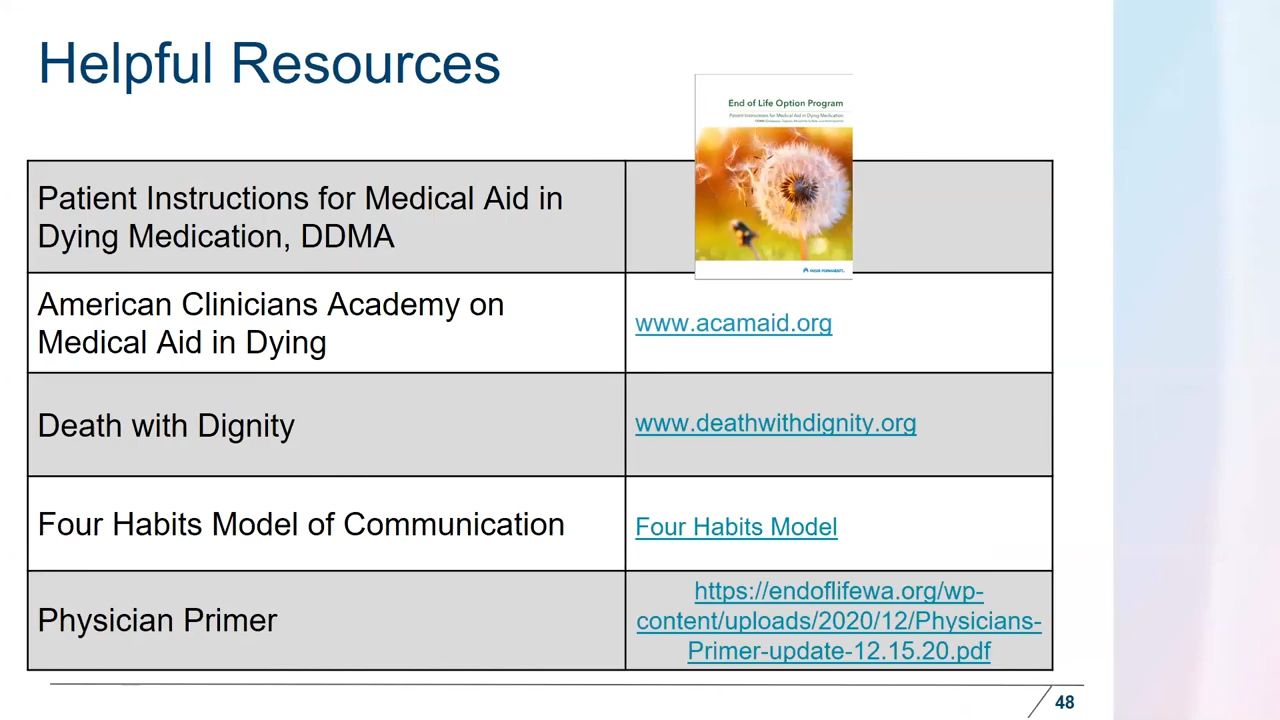 Helpful Resources
End of Life Option Program
Patient Instructions for Medical Aid in Dying Medication
Patient Instructions for Medical Aid in
Dying Medication, DDMA
American Clinicians Academy on
Medical Aid in Dying
www.acamaid.org
Death with Dignity
www.deathwithdignity.org
Four Habits Model of Communication
Four Habits Model
Physician Primer
https://endoflifewa.org/wp-
content/uploads/2020/12/Physicians-
Primer-update-12.15.20.pdf
48